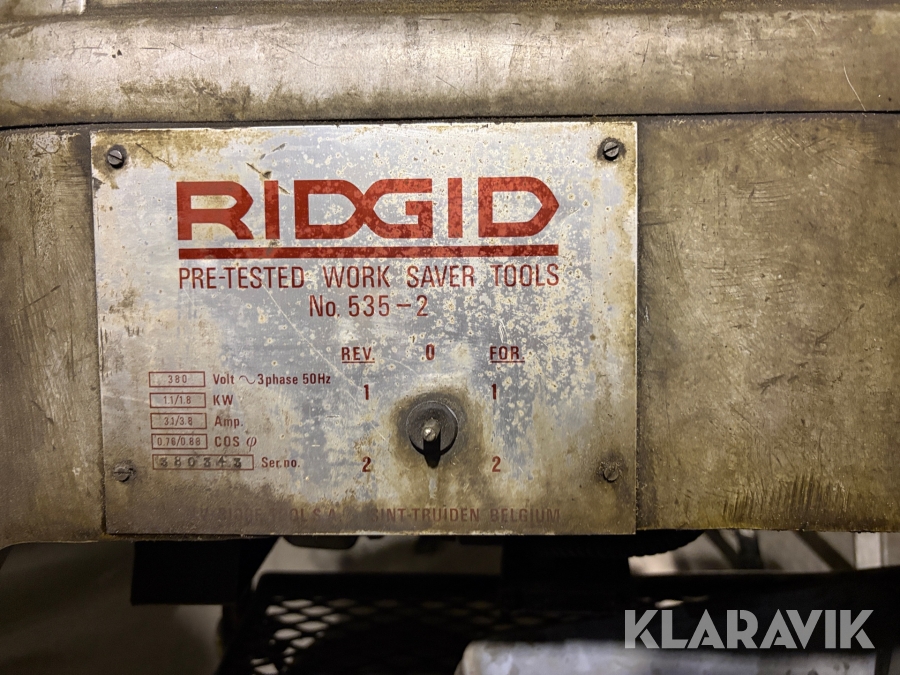 RIDGID
PRE-TESTED WORK SAVER TOOLS
No. 535-2
REV. 0 FOR.
380 Volt ~ 3phase 50Hz
1 1
1.1/1.8 KW
3.1/3.8 Amp.
0.76/0.86 COS φ
380343 Ser.no.
2 2
SINT-TRUIDEN BELGIUM
KLARAVIK